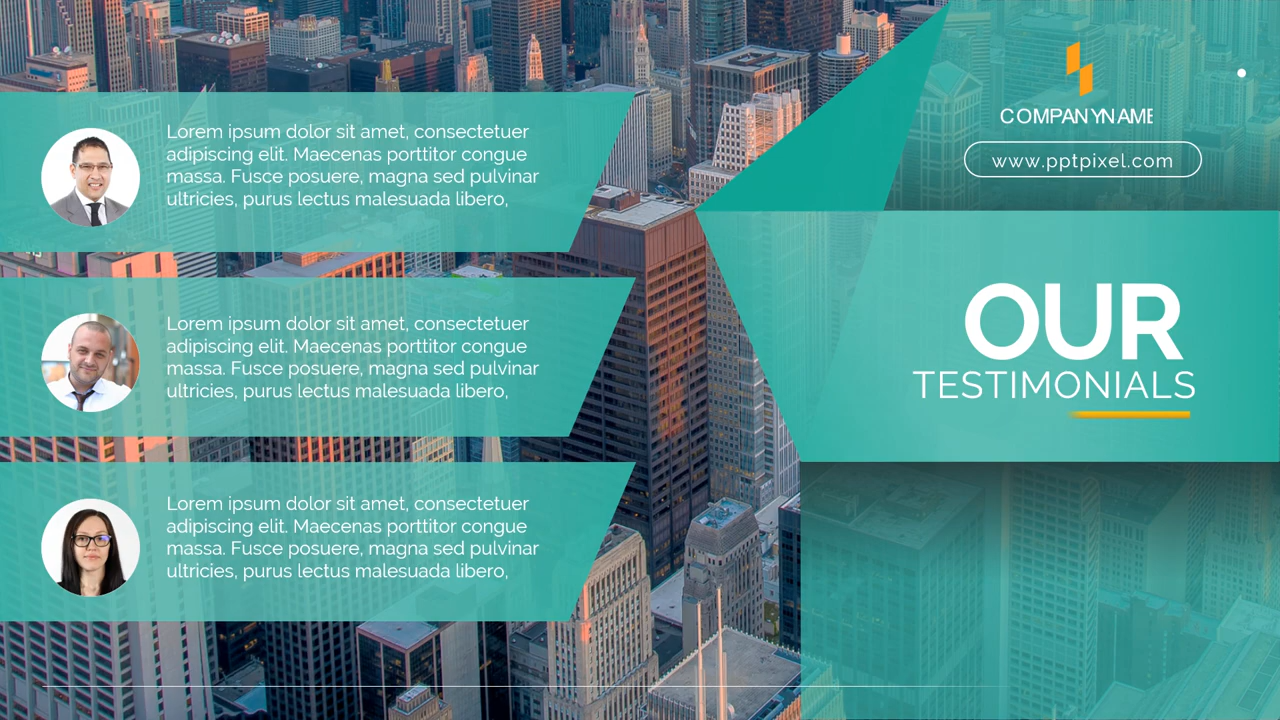 Lorem ipsum dolor sit amet, consectetuer
adipiscing elit. Maecenas porttitor congue
massa. Fusce posuere, magna sed pulvinar
ultricies, purus lectus malesuada libero,
Lorem ipsum dolor sit amet, consectetuer
adipiscing elit. Maecenas porttitor congue
massa. Fusce posuere, magna sed pulvinar
ultricies, purus lectus malesuada libero,
Lorem ipsum dolor sit amet, consectetuer
adipiscing elit. Maecenas porttitor congue
massa. Fusce posuere, magna sed pulvinar
ultricies, purus lectus malesuada libero,
COMPANYNAME
www.pptpixel.com
OUR
TESTIMONIALS